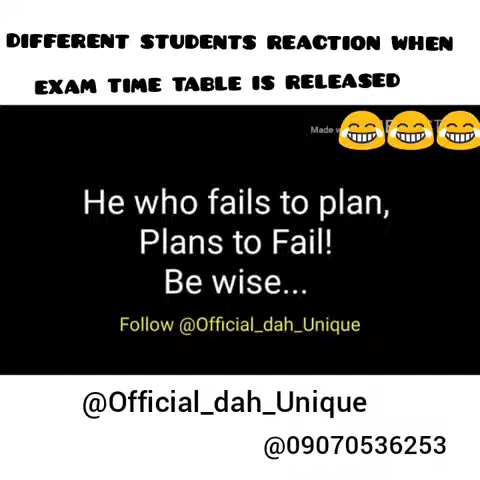 DIFFERENT STUDENTS REACTION WHEN
EXAM TIME TABLE IS RELEASED
Made
He who fails to plan,
Plans to Fail!
Be wise...
Follow @Official_dah_Unique
@Official_dah_Unique
@09070536253